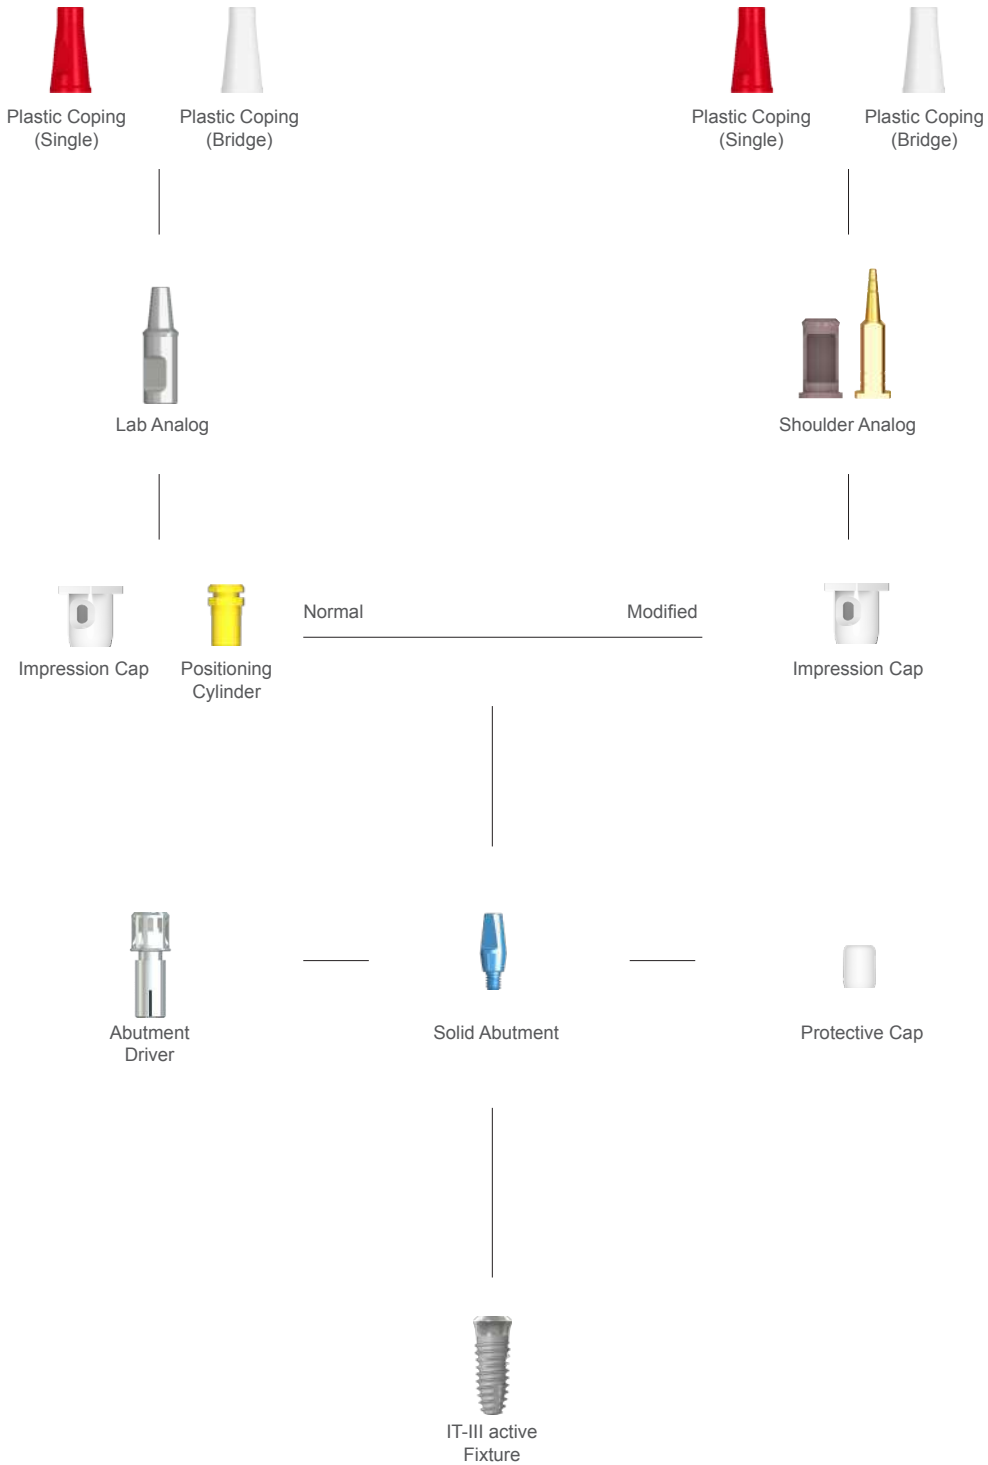 Plastic Coping
(Single)
Plastic Coping
(Bridge)
Plastic Coping
(Single)
Plastic Coping
(Bridge)
Lab Analog
Shoulder Analog
Normal
Modified
Impression Cap
Positioning
Cylinder
Impression Cap
Abutment
Driver
Solid Abutment
Protective Cap
IT-III active
Fixture